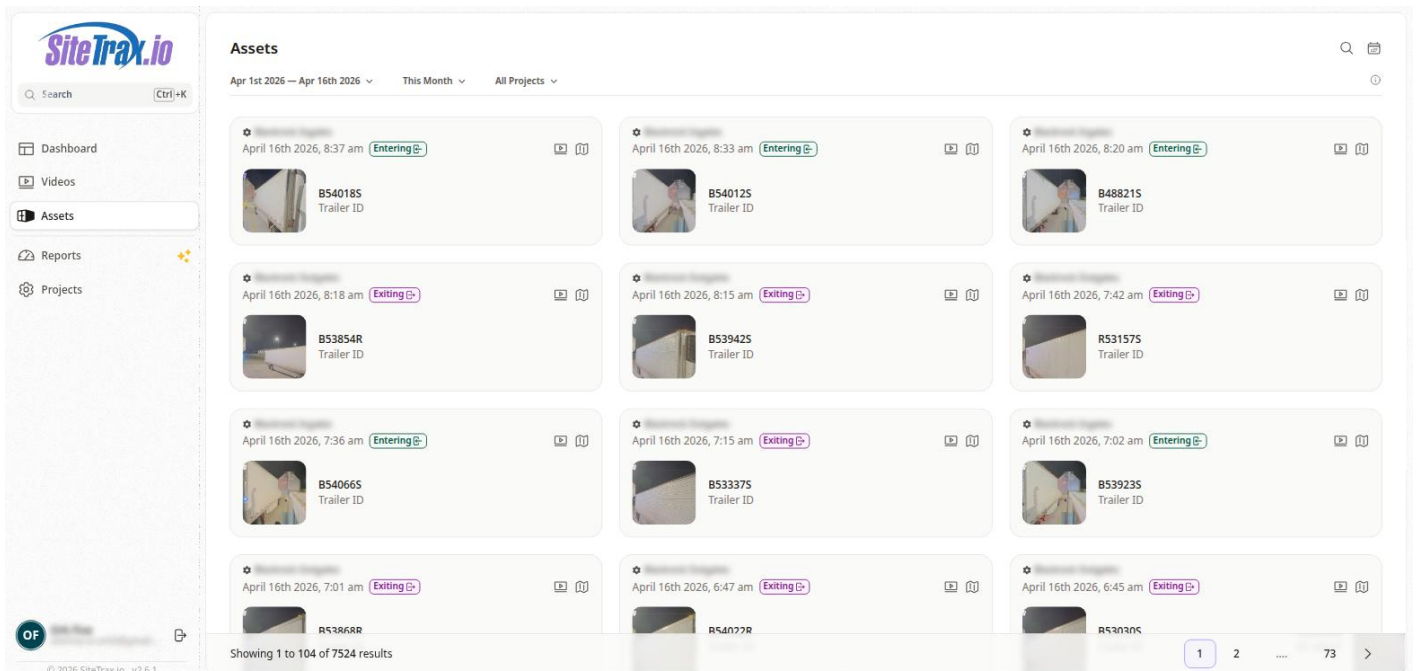 SiteTrax.io
Search Ctrl +K
Dashboard
Videos
Assets
Reports
Projects
OF
© 2026 SiteTrax.io v2.6.1
Assets
Apr 1st 2026 — Apr 16th 2026 This Month All Projects
April 16th 2026, 8:37 am Entering
B54018S
Trailer ID
April 16th 2026, 8:33 am Entering
B54012S
Trailer ID
April 16th 2026, 8:20 am Entering
B48821S
Trailer ID
April 16th 2026, 8:18 am Exiting
B53854R
Trailer ID
April 16th 2026, 8:15 am Exiting
B53942S
Trailer ID
April 16th 2026, 7:42 am Exiting
R53157S
Trailer ID
April 16th 2026, 7:36 am Entering
B54066S
Trailer ID
April 16th 2026, 7:15 am Exiting
B53337S
Trailer ID
April 16th 2026, 7:02 am Entering
B53923S
Trailer ID
April 16th 2026, 7:01 am Exiting
B53868R
April 16th 2026, 6:47 am Exiting
B54022R
April 16th 2026, 6:45 am Exiting
B53030S
Showing 1 to 104 of 7524 results
1 2 .... 73